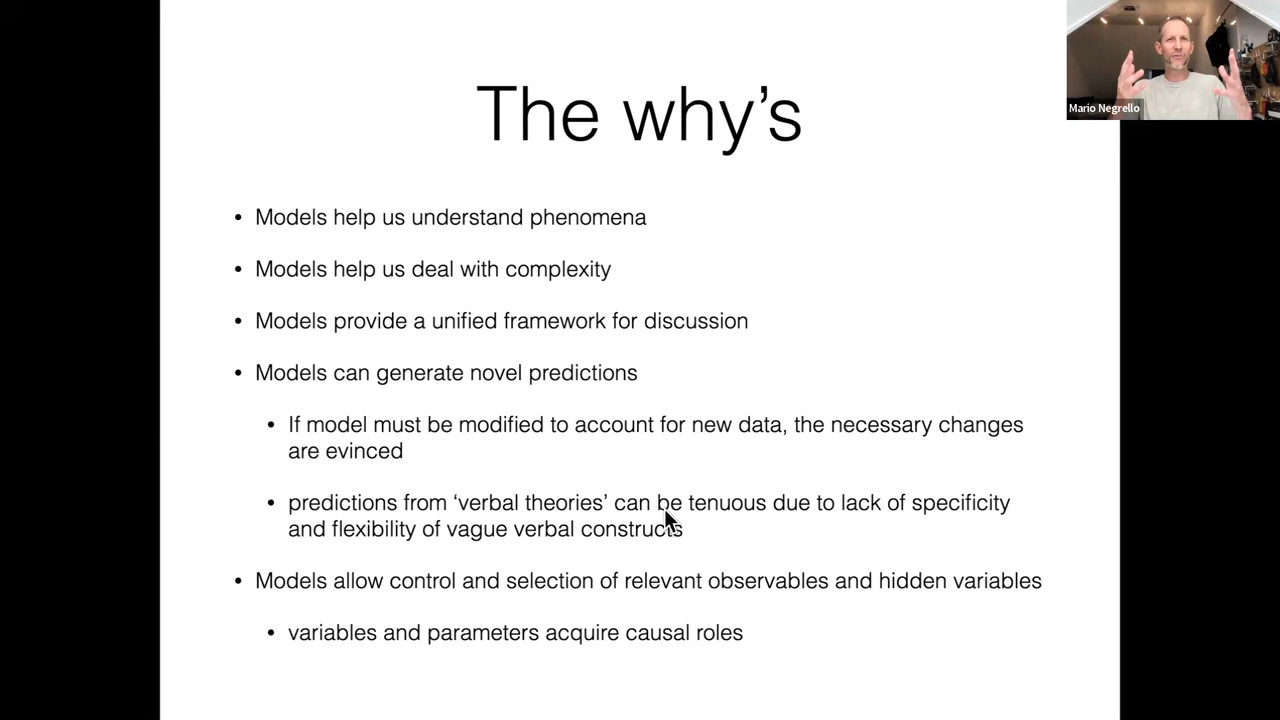 Mario Negrello
The why’s
• Models help us understand phenomena
• Models help us deal with complexity
• Models provide a unified framework for discussion
• Models can generate novel predictions
• If model must be modified to account for new data, the necessary changes
are evinced
• predictions from ‘verbal theories’ can be tenuous due to lack of specificity
and flexibility of vague verbal constructs
• Models allow control and selection of relevant observables and hidden variables
• variables and parameters acquire causal roles